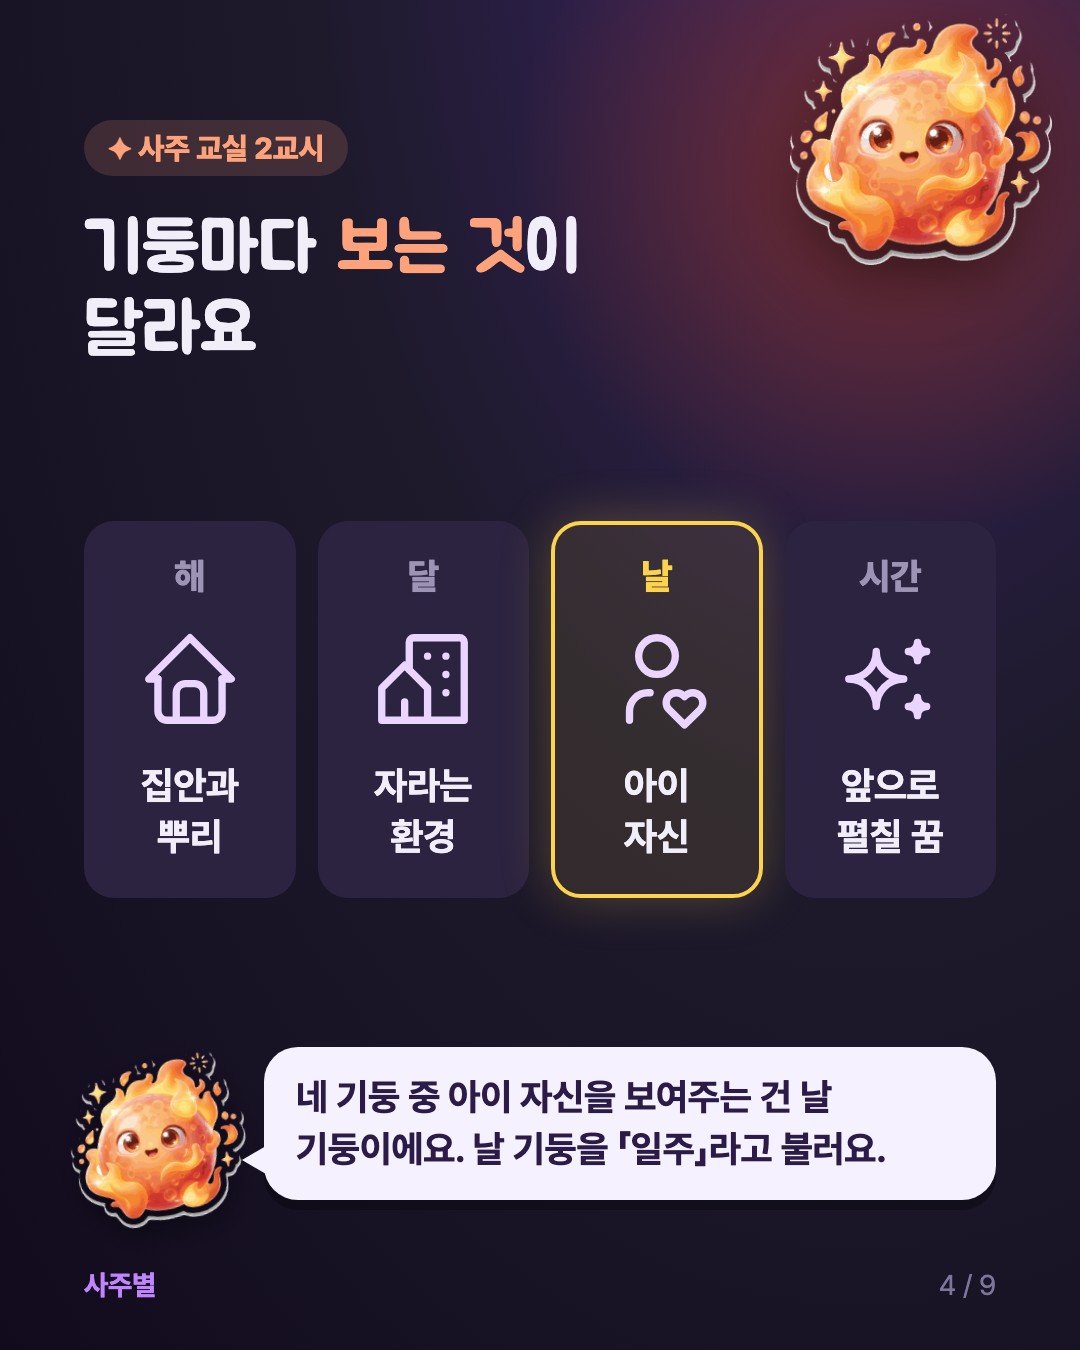 ✦ 사주 교실 2교시
기둥마다 보는 것이
달라요
해
집안과
뿌리
달
자라는
환경
날
아이
자신
시간
앞으로
펼칠 꿈
네 기둥 중 아이 자신을 보여주는 건 날
기둥이에요. 날 기둥을 「일주」라고 불러요.
사주별
4 / 9